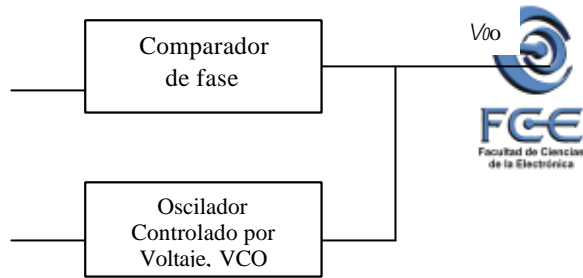 Comparador
de fase
V0o
FCE
Facultad de Ciencias
de la Electrónica
Oscilador
Controlado por
Voltaje, VCO